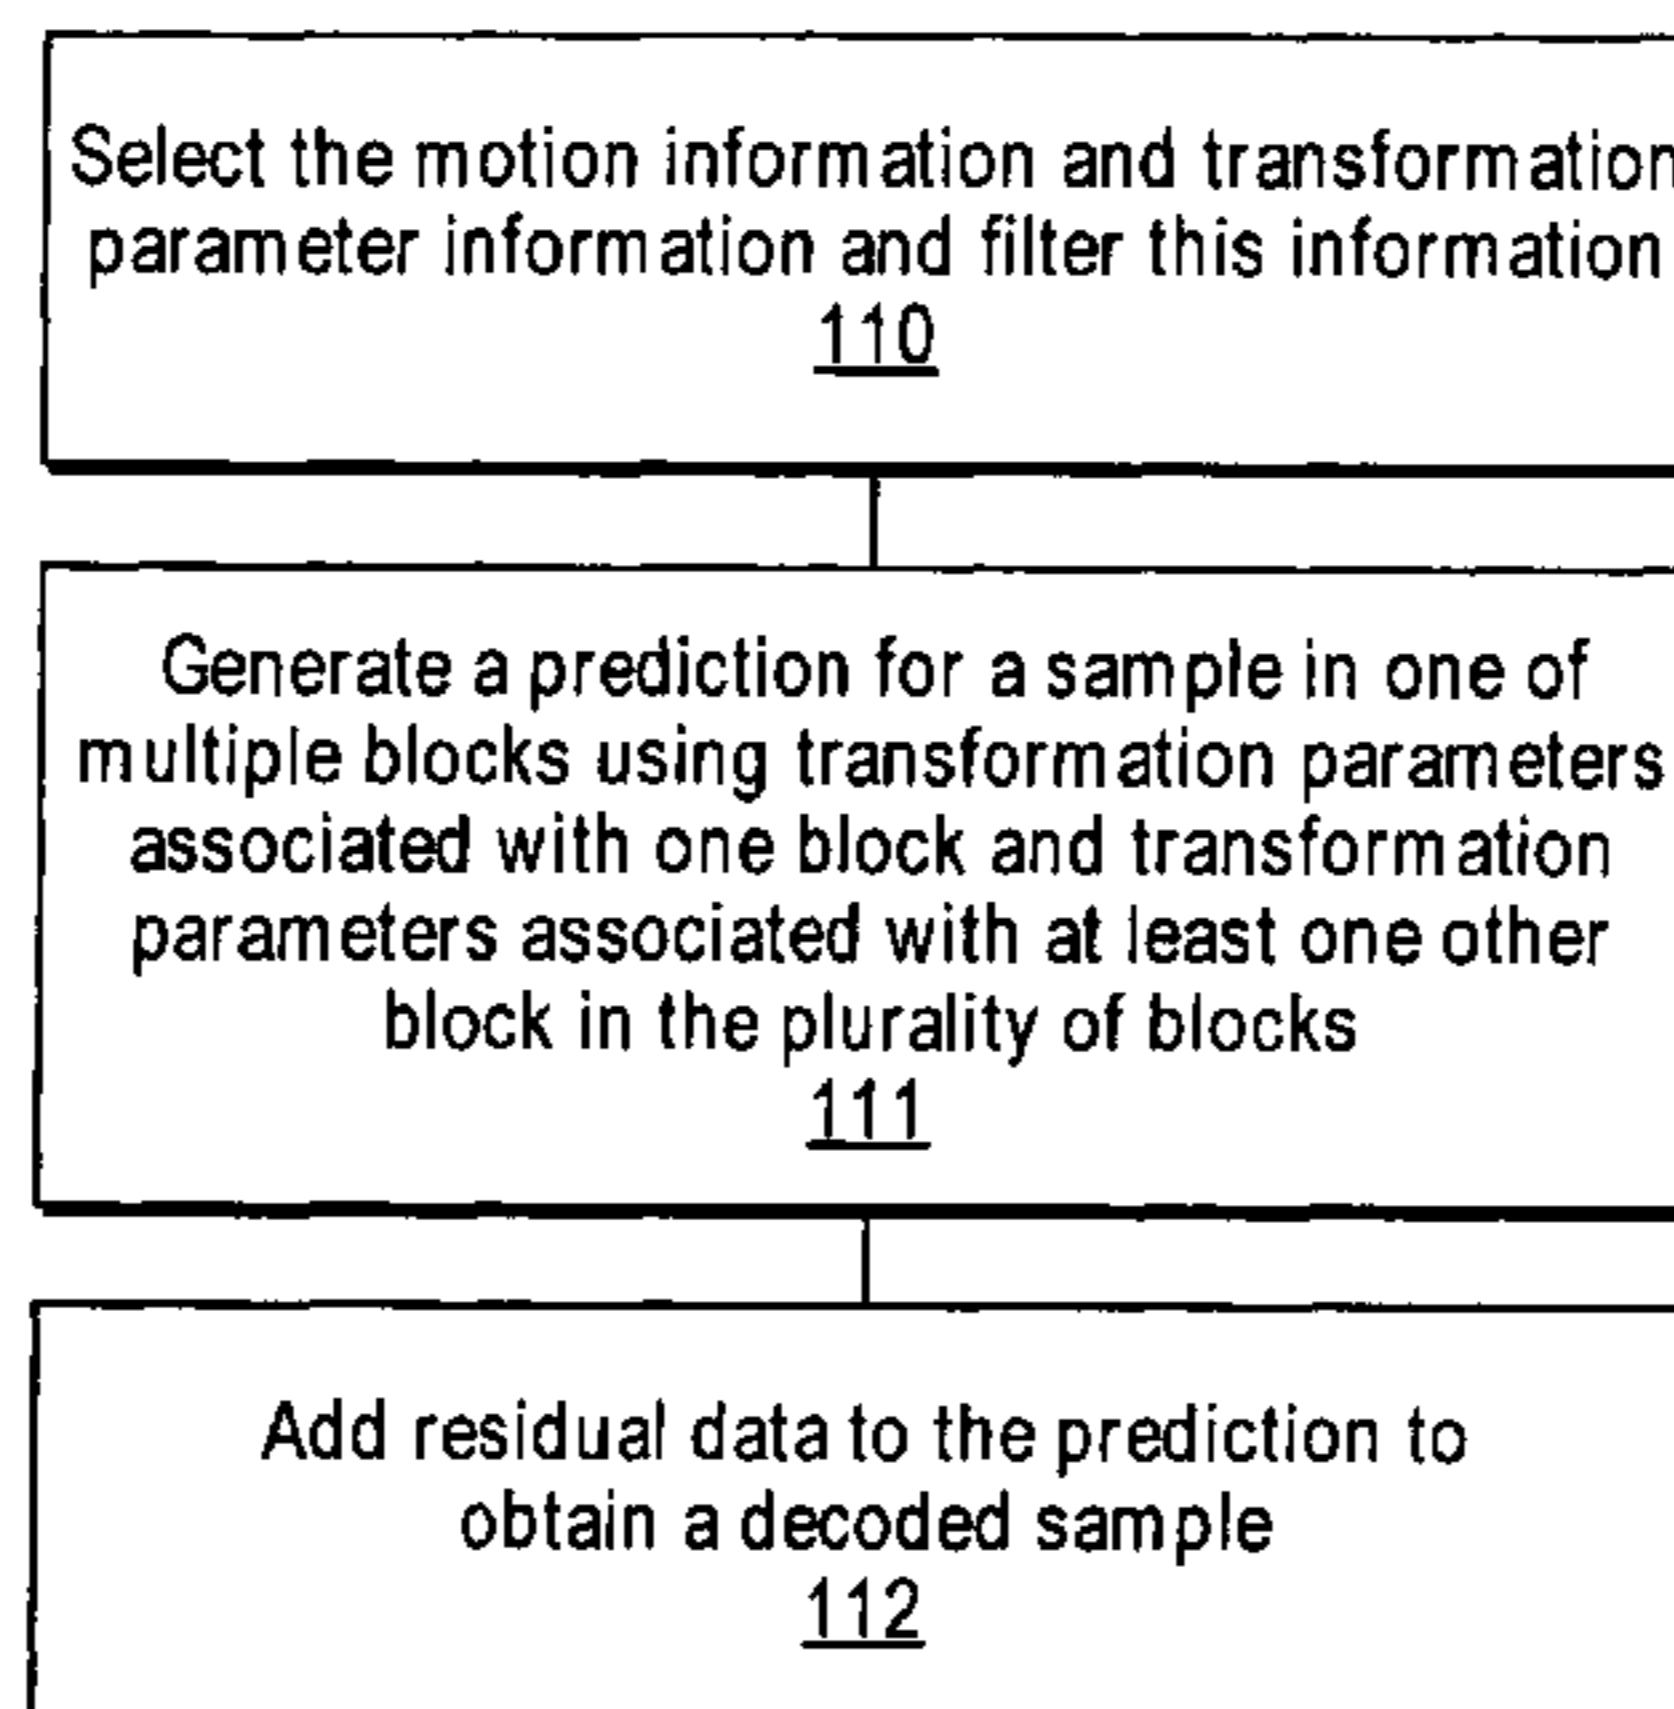 Select the motion information and transformation
parameter information and filter this information
110
Generate a prediction for a sample in one of
multiple blocks using transformation parameters
associated with one block and transformation
parameters associated with at least one other
block in the plurality of blocks
111
Add residual data to the prediction to
obtain a decoded sample
112